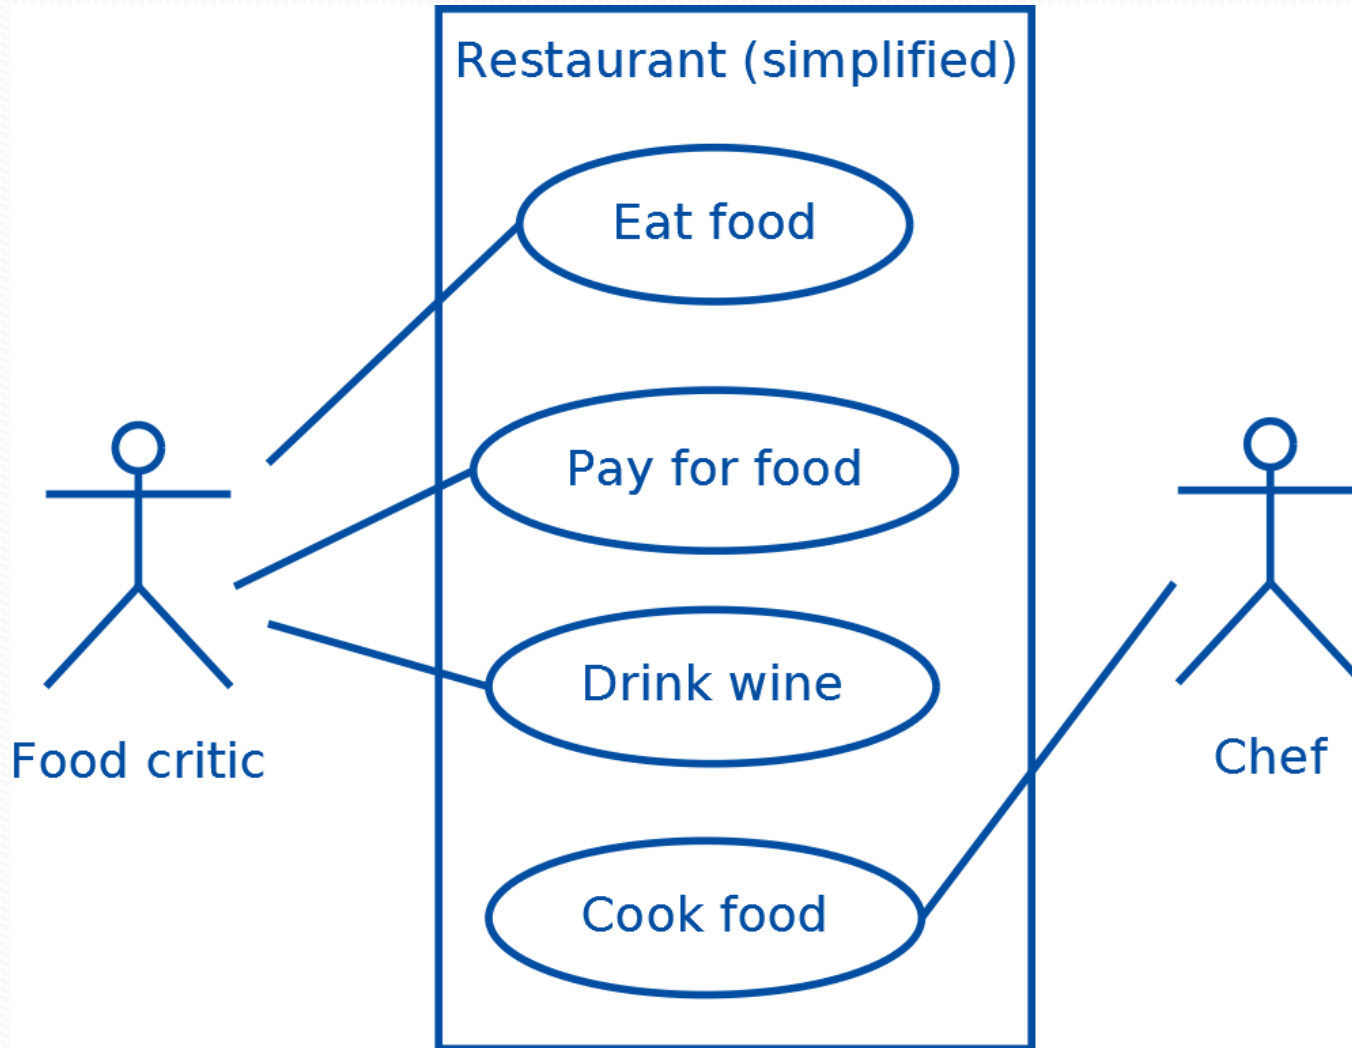 Restaurant (simplified)
Eat food
Pay for food
Drink wine
Food critic
Chef
Cook food